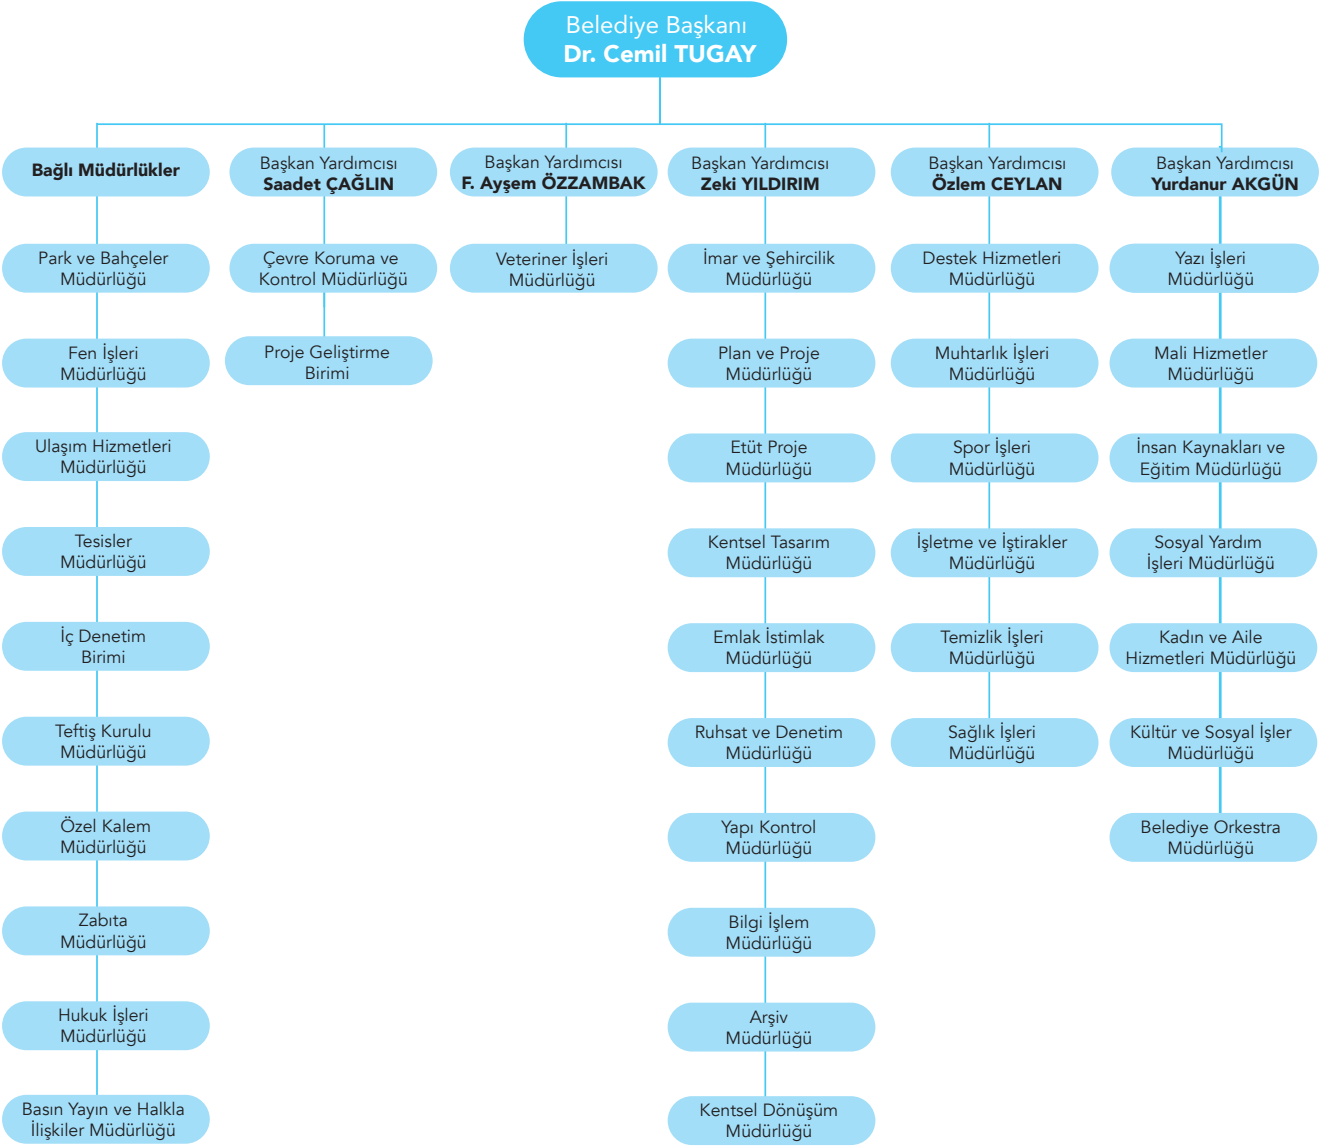 Belediye Başkanı
Dr. Cemil TUGAY
Bağlı Müdürlükler
Park ve Bahçeler
Müdürlüğü
Fen İşleri
Müdürlüğü
Ulaşım Hizmetleri
Müdürlüğü
Tesisler
Müdürlüğü
İç Denetim
Birimi
Teftiş Kurulu
Müdürlüğü
Özel Kalem
Müdürlüğü
Zabıta
Müdürlüğü
Hukuk İşleri
Müdürlüğü
Basın Yayın ve Halkla
İlişkiler Müdürlüğü
Başkan Yardımcısı
Saadet ÇAĞLIN
Çevre Koruma ve
Kontrol Müdürlüğü
Proje Geliştirme
Birimi
Başkan Yardımcısı
F. Ayşem ÖZZAMBAK
Veteriner İşleri
Müdürlüğü
Başkan Yardımcısı
Zeki YILDIRIM
İmar ve Şehircilik
Müdürlüğü
Plan ve Proje
Müdürlüğü
Etüt Proje
Müdürlüğü
Kentsel Tasarım
Müdürlüğü
Emlak İstimlak
Müdürlüğü
Ruhsat ve Denetim
Müdürlüğü
Yapı Kontrol
Müdürlüğü
Bilgi İşlem
Müdürlüğü
Arşiv
Müdürlüğü
Kentsel Dönüşüm
Müdürlüğü
Başkan Yardımcısı
Özlem CEYLAN
Destek Hizmetleri
Müdürlüğü
Muhtarlık İşleri
Müdürlüğü
Spor İşleri
Müdürlüğü
İşletme ve İştirakler
Müdürlüğü
Temizlik İşleri
Müdürlüğü
Sağlık İşleri
Müdürlüğü
Başkan Yardımcısı
Yurdanur AKGÜN
Yazı İşleri
Müdürlüğü
Mali Hizmetler
Müdürlüğü
İnsan Kaynakları ve
Eğitim Müdürlüğü
Sosyal Yardım
İşleri Müdürlüğü
Kadın ve Aile
Hizmetleri Müdürlüğü
Kültür ve Sosyal İşler
Müdürlüğü
Belediye Orkestra
Müdürlüğü